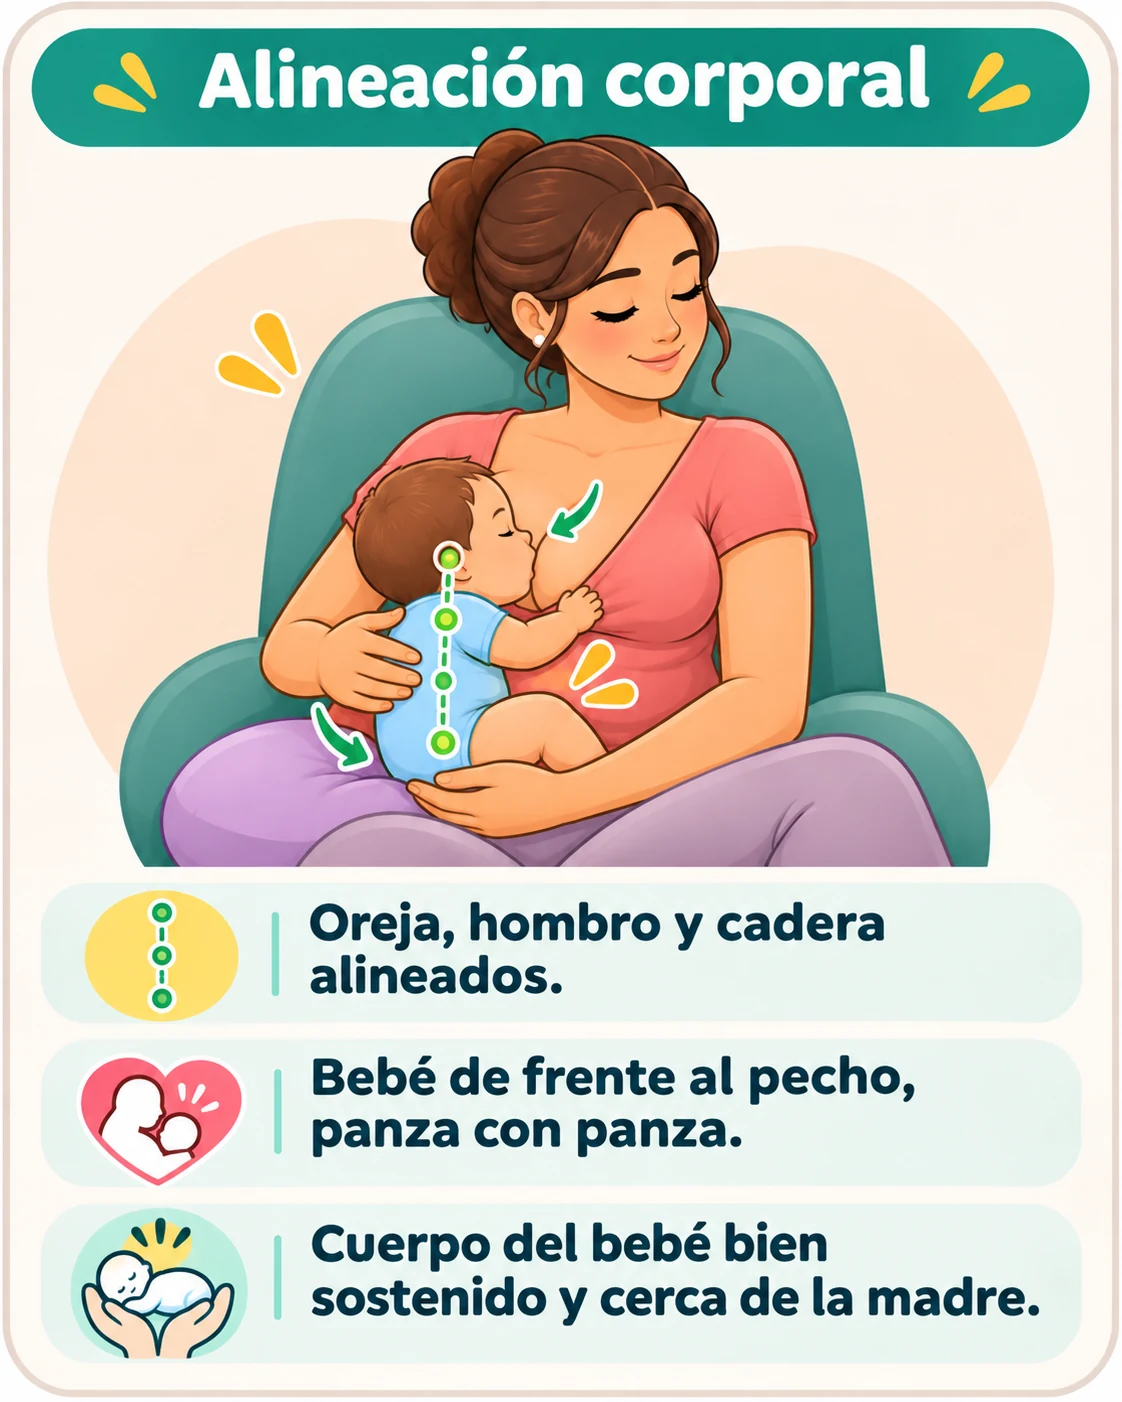 Alineación corporal
Oreja, hombro y cadera
alineados.
Bebé de frente al pecho,
panza con panza.
Cuerpo del bebé bien
sostenido y cerca de la madre.